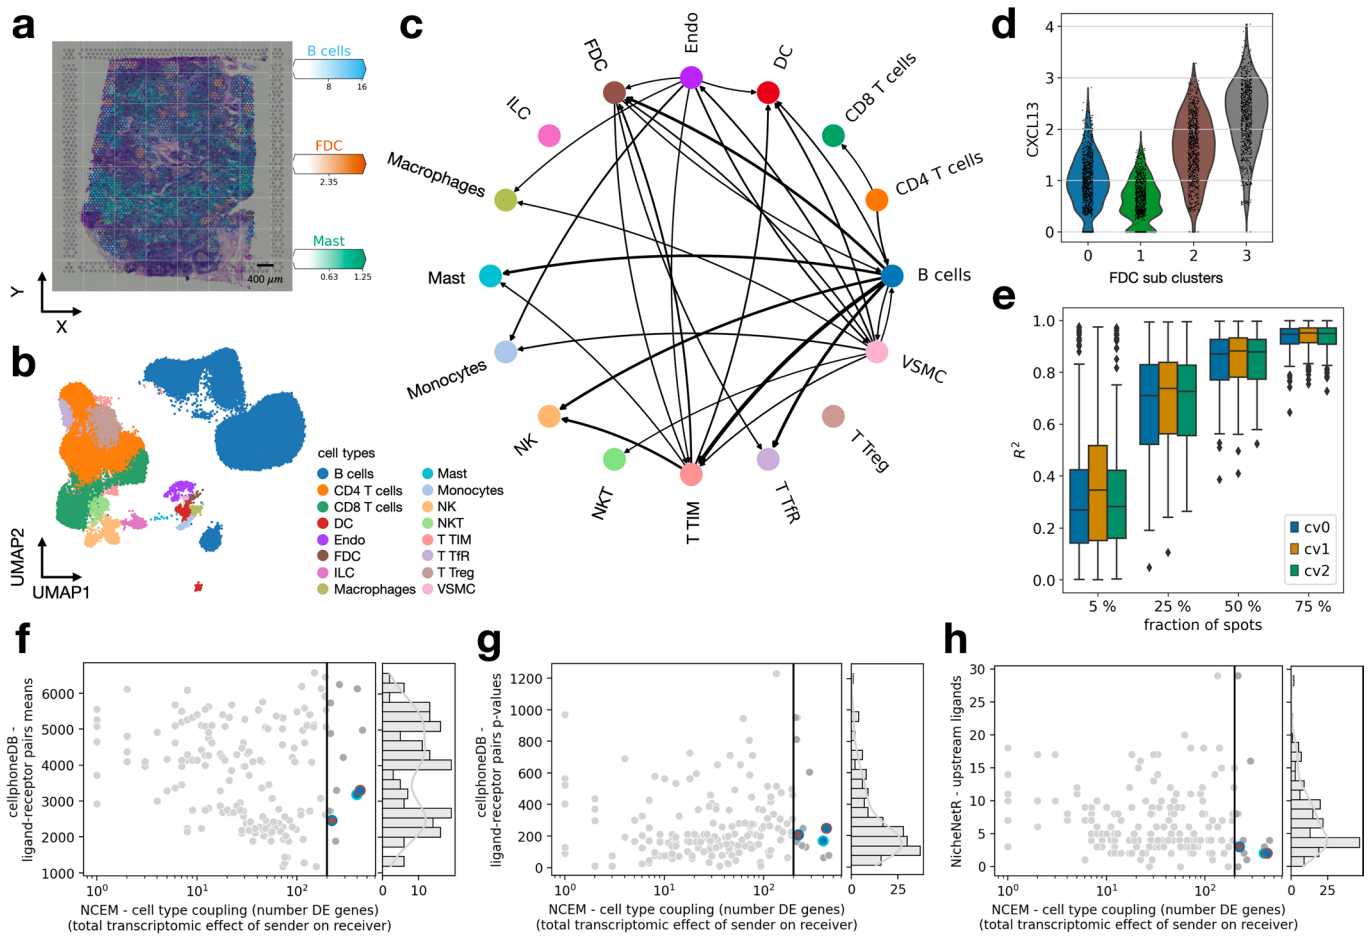 a
B cells
8 16
FDC
2.35
Mast
0.63 1.25
400 µm
Y
X
b
UMAP2
UMAP1
cell types
B cells
CD4 T cells
CD8 T cells
DC
Endo
FDC
ILC
Macrophages
Mast
Monocytes
NK
NKT
T TIM
T TfR
T Treg
VSMC
c
Endo
DC
CD8 T cells
CD4 T cells
B cells
VSMC
T Treg
T TfR
T TIM
NKT
NK
Monocytes
Mast
Macrophages
ILC
FDC
d
CXCL13
4
3
2
1
0
0 1 2 3
FDC sub clusters
e
R²
1.0
0.8
0.6
0.4
0.2
0.0
cv0
cv1
cv2
5 % 25 % 50 % 75 %
fraction of spots
f
cellphoneDB -
ligand-receptor pairs means
6000
5000
4000
3000
2000
1000
10⁰ 10¹ 10² 0 10
NCEM - cell type coupling (number DE genes)
(total transcriptomic effect of sender on receiver)
g
cellphoneDB -
ligand-receptor pairs p-values
1200
1000
800
600
400
200
0
10⁰ 10¹ 10² 0 25
NCEM - cell type coupling (number DE genes)
(total transcriptomic effect of sender on receiver)
h
NicheNetR - upstream ligands
30
25
20
15
10
5
0
10⁰ 10¹ 10² 0 25
NCEM - cell type coupling (number DE genes)
(total transcriptomic effect of sender on receiver)